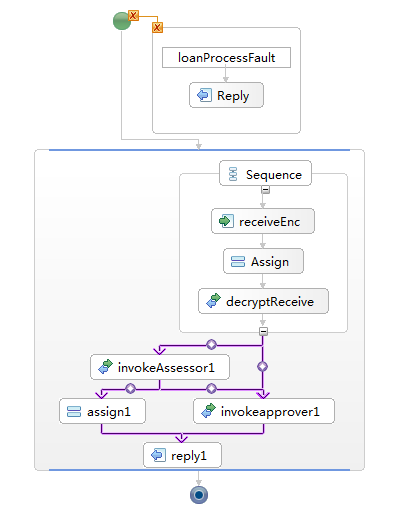 loanProcessFault
Reply
Sequence
receiveEnc
Assign
decryptReceive
invokeAssessor1
assign1
invokeapprover1
reply1